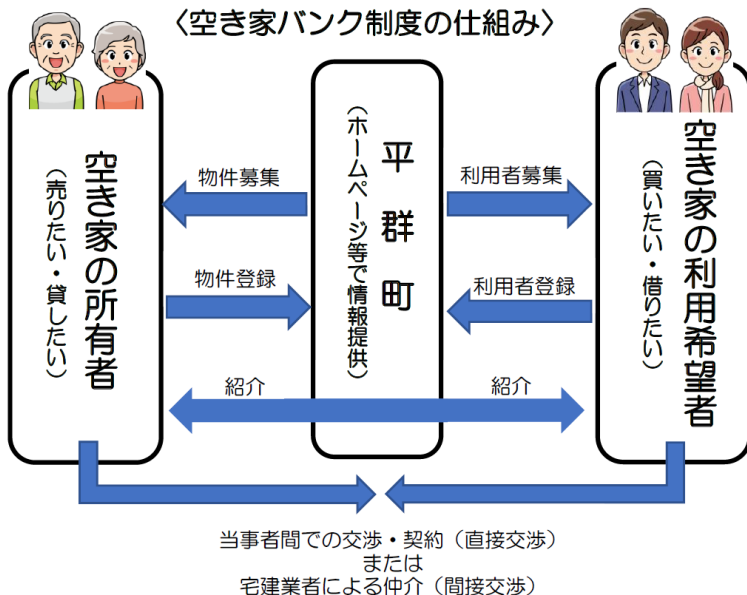 〈空き家バンク制度の仕組み〉
空き家の所有者
（売りたい・貸したい）
平群町
（ホームページ等で情報提供）
空き家の利用希望者
（買いたい・借りたい）
物件募集
利用者募集
物件登録
利用者登録
紹介
紹介
当事者間での交渉・契約（直接交渉）
または
宅建業者による仲介（間接交渉）